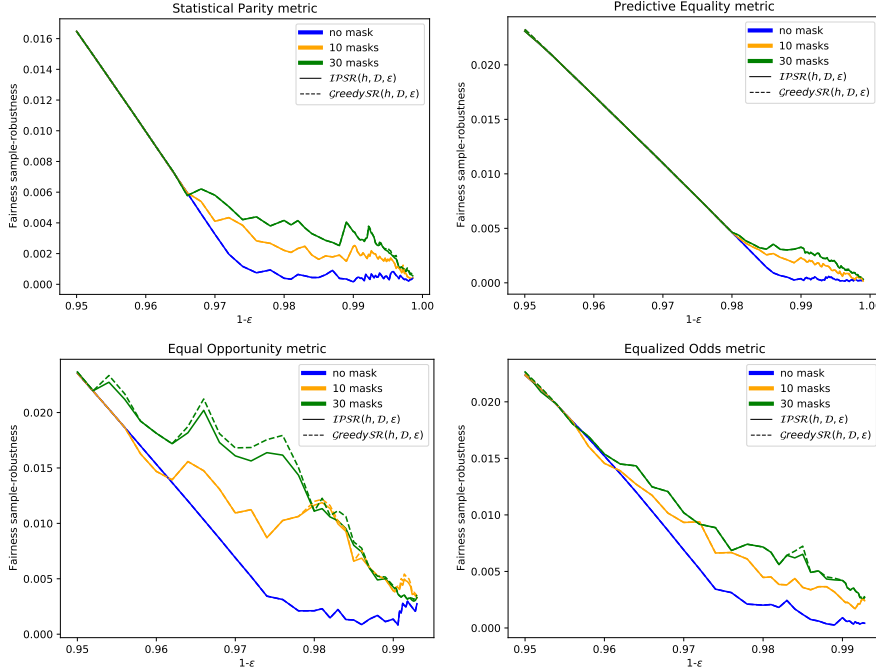 Statistical Parity metric
Fairness sample-robustness
0.016
0.014
0.012
0.010
0.008
0.006
0.004
0.002
0.000
no mask
10 masks
30 masks
𝓘𝓟𝓢𝓡(h, 𝓓, ε)
𝓖reedy𝓢𝓡(h, 𝓓, ε)
0.95 0.96 0.97 0.98 0.99 1.00
1-ε
Predictive Equality metric
Fairness sample-robustness
0.020
0.015
0.010
0.005
0.000
no mask
10 masks
30 masks
𝓘𝓟𝓢𝓡(h, 𝓓, ε)
𝓖reedy𝓢𝓡(h, 𝓓, ε)
0.95 0.96 0.97 0.98 0.99 1.00
1-ε
Equal Opportunity metric
Fairness sample-robustness
0.020
0.015
0.010
0.005
0.000
no mask
10 masks
30 masks
𝓘𝓟𝓢𝓡(h, 𝓓, ε)
𝓖reedy𝓢𝓡(h, 𝓓, ε)
0.95 0.96 0.97 0.98 0.99
1-ε
Equalized Odds metric
Fairness sample-robustness
0.020
0.015
0.010
0.005
0.000
no mask
10 masks
30 masks
𝓘𝓟𝓢𝓡(h, 𝓓, ε)
𝓖reedy𝓢𝓡(h, 𝓓, ε)
0.95 0.96 0.97 0.98 0.99
1-ε